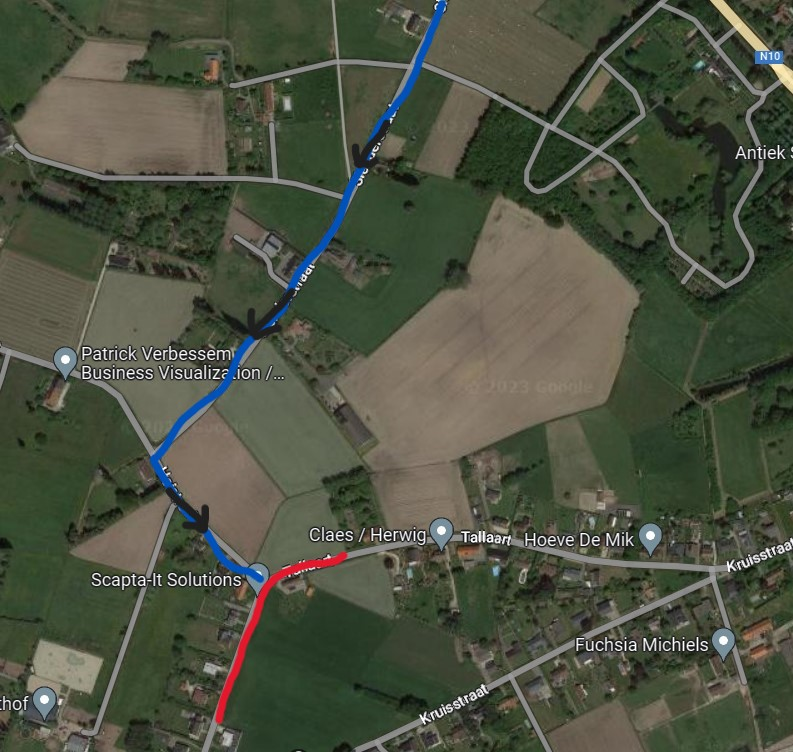 N10
Antiek
Patrick Verbessem
Business Visualization /...
© 2023 Google
Claes / Herwig
Tallaart
Hoeve De Mik
Kruisstraat
Scapta-It Solutions
Tallaart
Fuchsia Michiels
Kruisstraat
thof